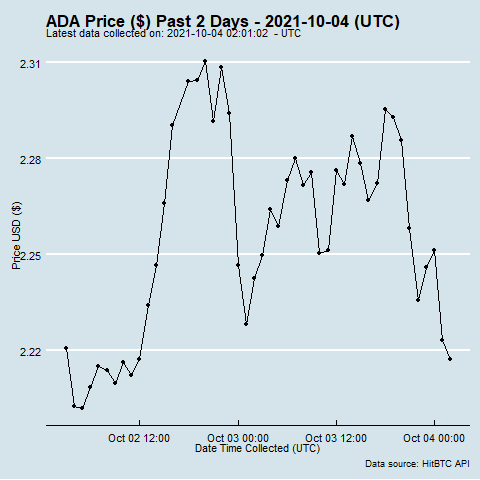 ADA Price ($) Past 2 Days - 2021-10-04 (UTC)
Latest data collected on: 2021-10-04 02:01:02 - UTC
2.31
2.28
2.25
2.22
Price USD ($)
Oct 02 12:00 Oct 03 00:00 Oct 03 12:00 Oct 04 00:00
Date Time Collected (UTC)
Data source: HitBTC API